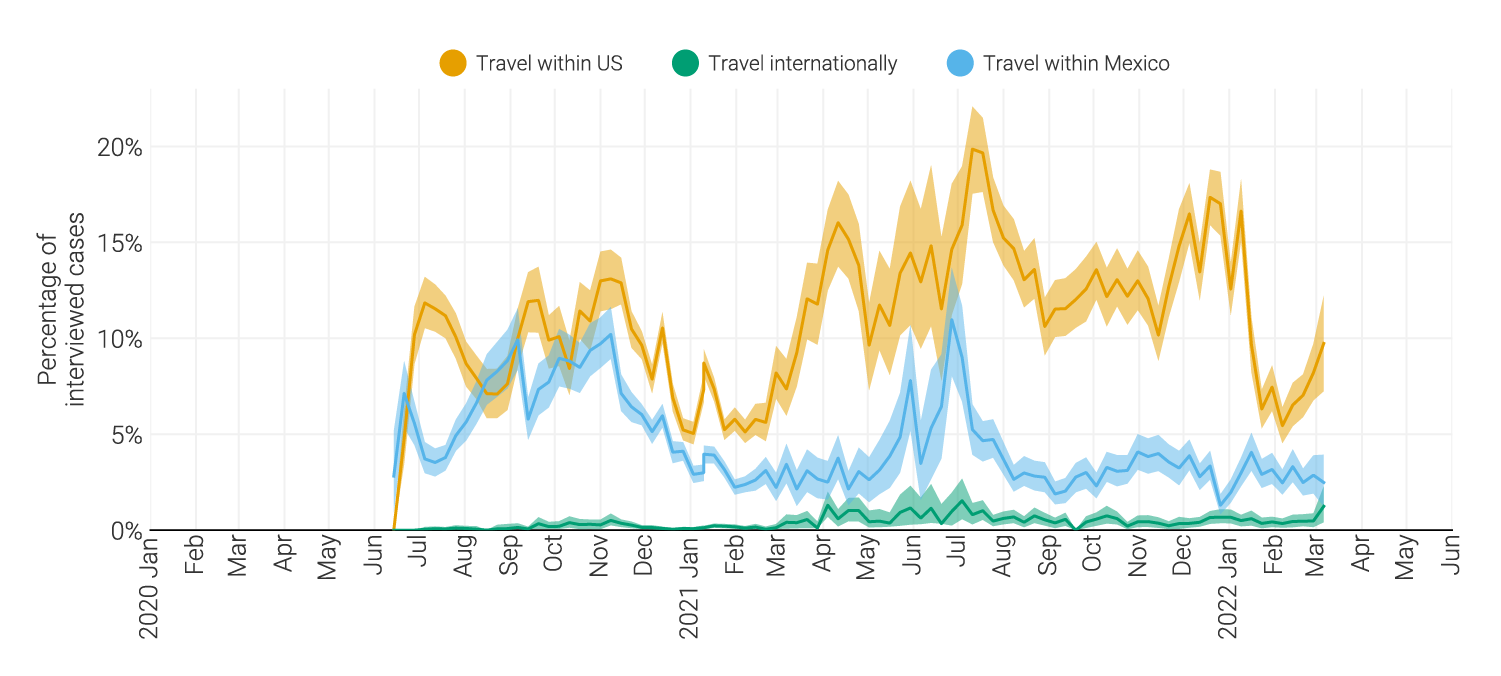 Travel within US
Travel internationally
Travel within Mexico
Percentage of
interviewed cases
20%
15%
10%
5%
0%
2020 Jan
Feb
Mar
Apr
May
Jun
Jul
Aug
Sep
Oct
Nov
Dec
2021 Jan
Feb
Mar
Apr
May
Jun
Jul
Aug
Sep
Oct
Nov
Dec
2022 Jan
Feb
Mar
Apr
May
Jun